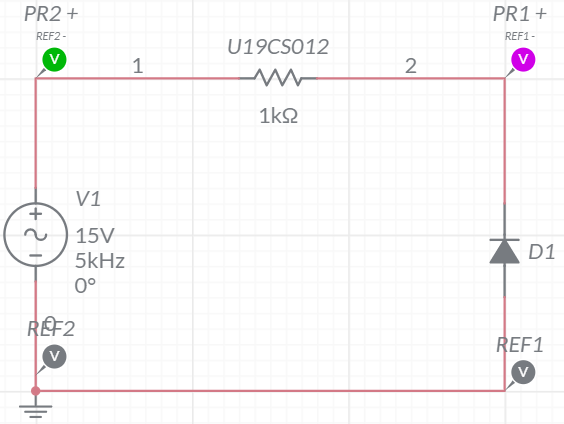 PR2 +
REF2 -
V
PR1 +
REF1 -
V
U19CS012
1
2
1kΩ
V1
15V
5kHz
0°
D1
0
REF2
V
REF1
V